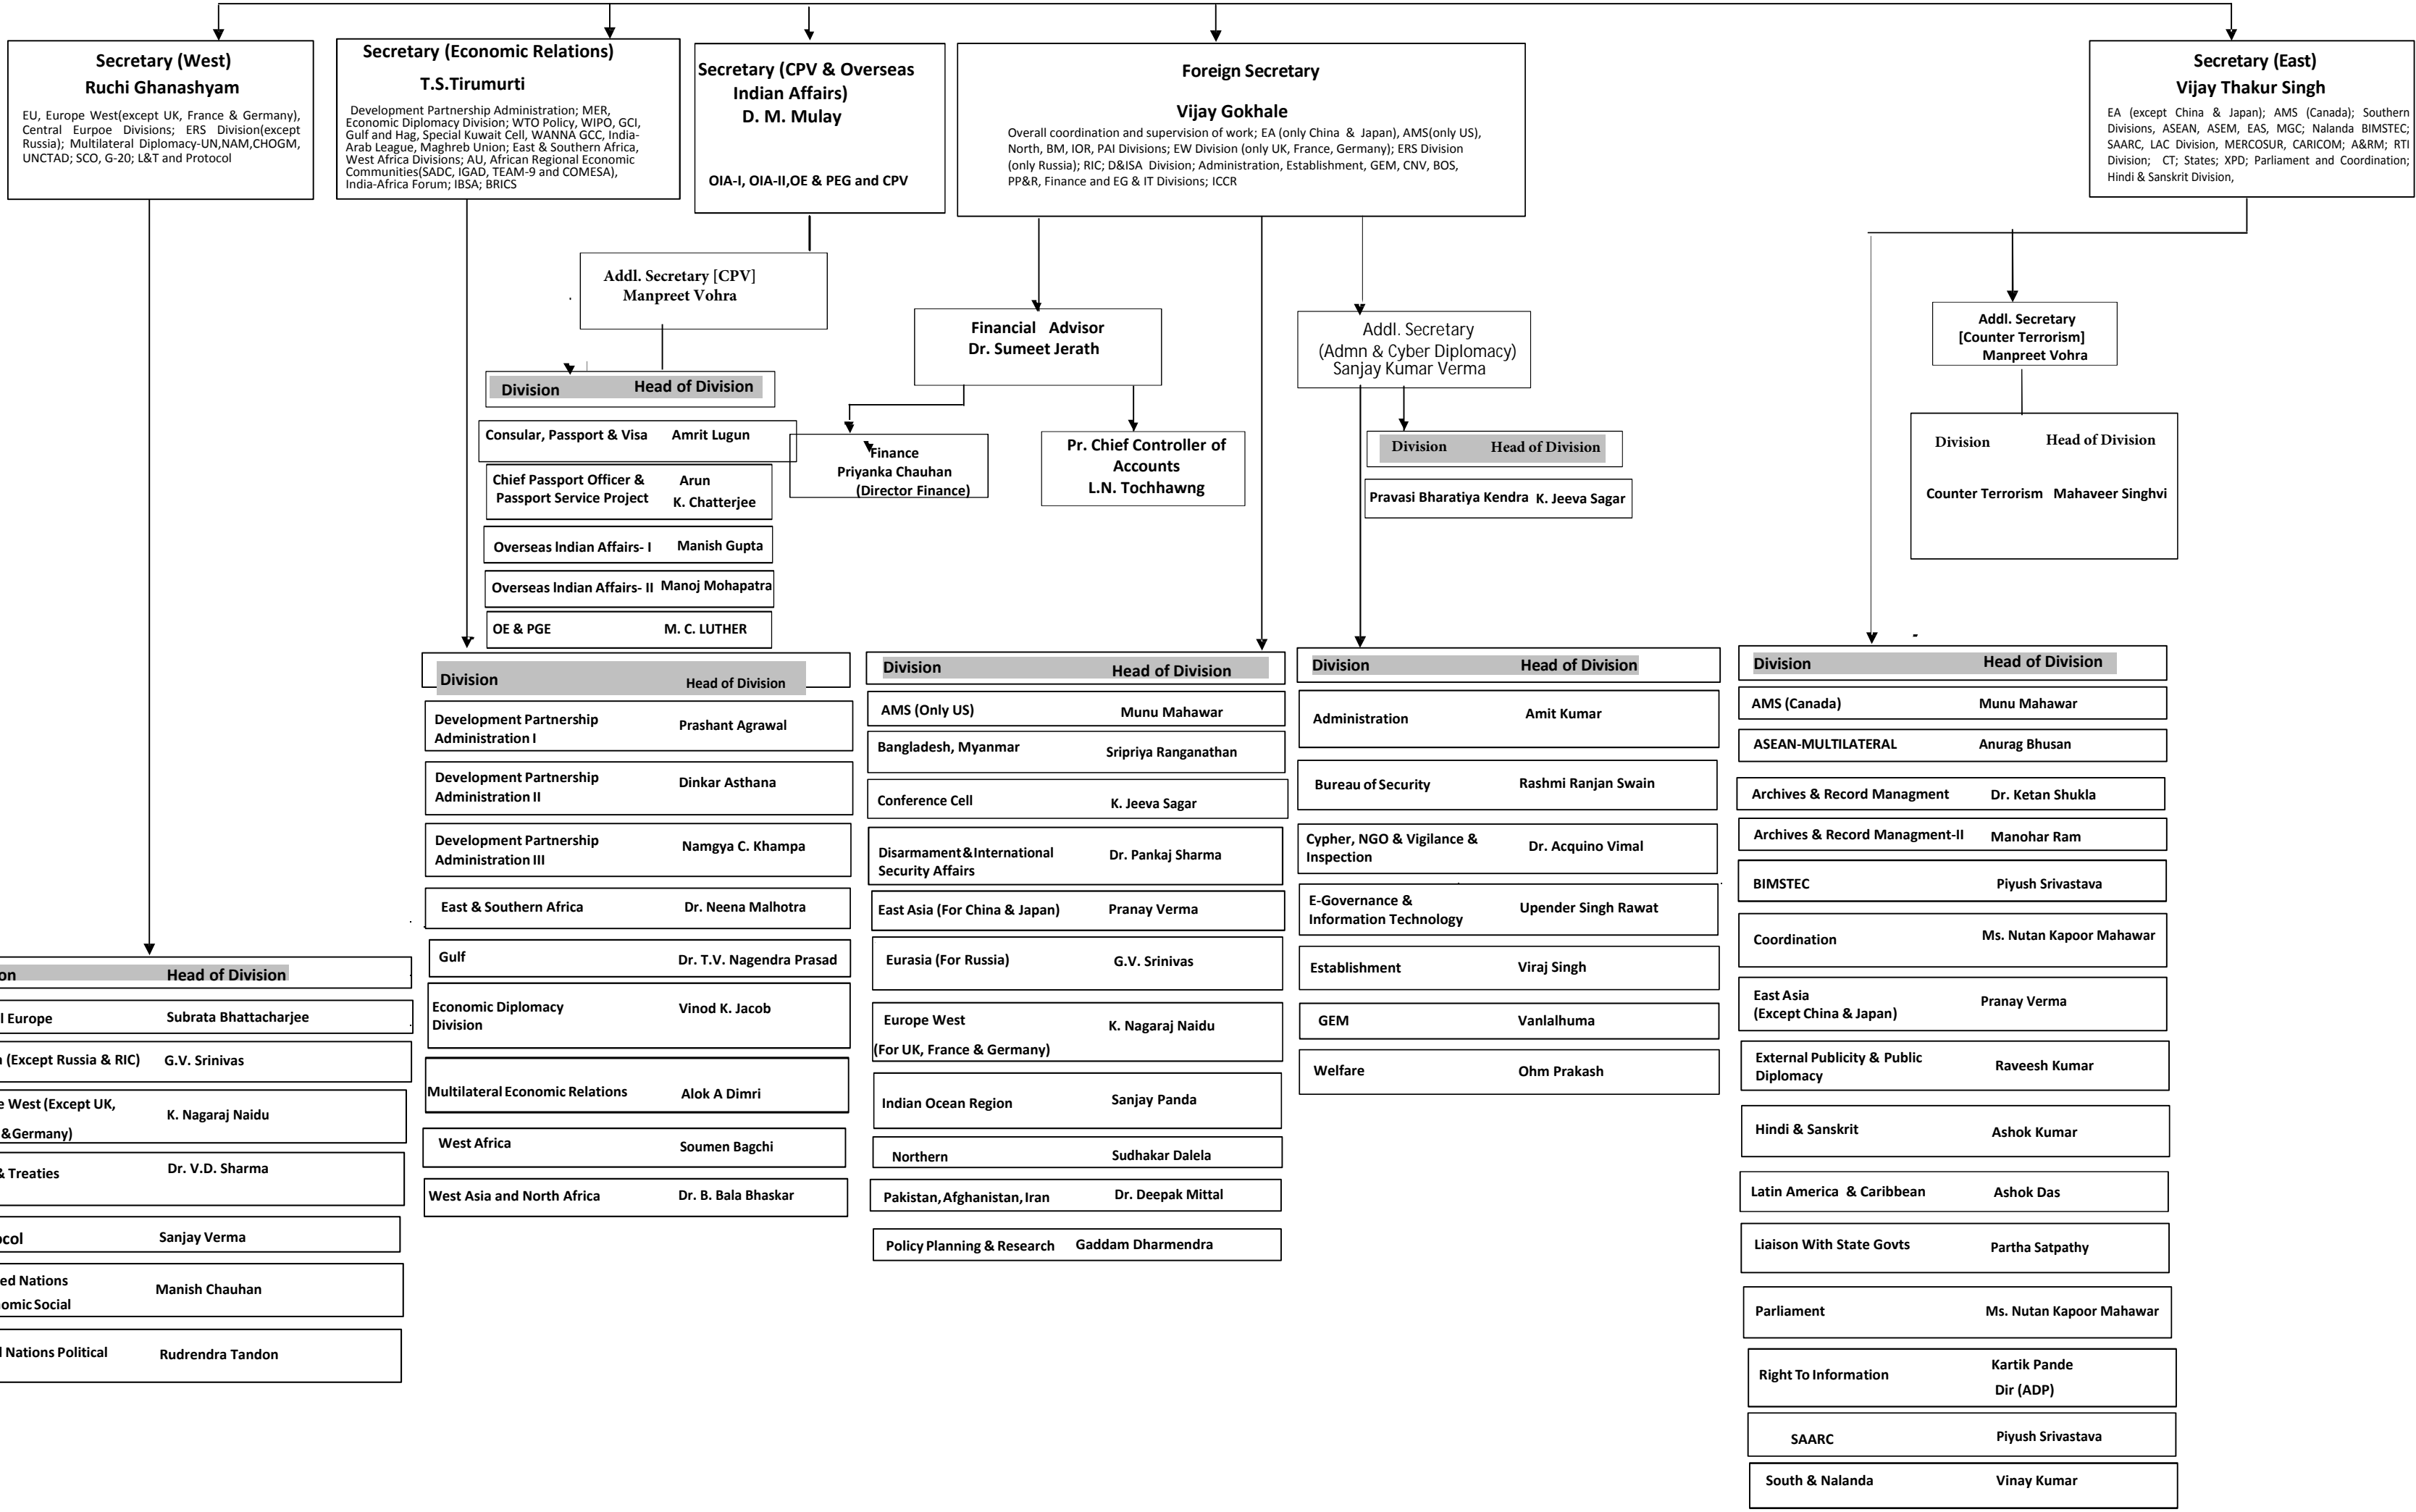 Secretary (West)
Ruchi Ghanashyam
EU, Europe West(except UK, France & Germany),
Central Eurpoe Divisions; ERS Division(except
Russia); Multilateral Diplomacy-UN,NAM,CHOGM,
UNCTAD; SCO, G-20; L&T and Protocol
Secretary (Economic Relations)
T.S.Tirumurti
Development Partnership Administration; MER,
Economic Diplomacy Division; WTO Policy, WIPO, GCI,
Gulf and Hag, Special Kuwait Cell, WANNA GCC, India-
Arab League, Maghreb Union; East & Southern Africa,
West Africa Divisions; AU, African Regional Economic
Communities(SADC, IGAD, TEAM-9 and COMESA),
India-Africa Forum; IBSA; BRICS
Secretary (CPV & Overseas
Indian Affairs)
D. M. Mulay
OIA-I, OIA-II,OE & PEG and CPV
Foreign Secretary
Vijay Gokhale
Overall coordination and supervision of work; EA (only China & Japan), AMS(only US),
North, BM, IOR, PAI Divisions; EW Division (only UK, France, Germany); ERS Division
(only Russia); RIC; D&ISA Division; Administration, Establishment, GEM, CNV, BOS,
PP&R, Finance and EG & IT Divisions; ICCR
Secretary (East)
Vijay Thakur Singh
EA (except China & Japan); AMS (Canada); Southern
Divisions, ASEAN, ASEM, EAS, MGC; Nalanda BIMSTEC;
SAARC, LAC Division, MERCOSUR, CARICOM; A&RM; RTI
Division; CT; States; XPD; Parliament and Coordination;
Hindi & Sanskrit Division,
Addl. Secretary [CPV]
Manpreet Vohra
Financial Advisor
Dr. Sumeet Jerath
Addl. Secretary
(Admn & Cyber Diplomacy)
Sanjay Kumar Verma
Addl. Secretary
[Counter Terrorism]
Manpreet Vohra
Division Head of Division
Consular, Passport & Visa Amrit Lugun
Chief Passport Officer & Arun
Passport Service Project K. Chatterjee
Overseas Indian Affairs- I Manish Gupta
Overseas Indian Affairs- II Manoj Mohapatra
OE & PGE M. C. LUTHER
Finance
Priyanka Chauhan
(Director Finance)
Pr. Chief Controller of
Accounts
L.N. Tochhawng
Division Head of Division
Pravasi Bharatiya Kendra K. Jeeva Sagar
Division Head of Division
Counter Terrorism Mahaveer Singhvi
on Head of Division
l Europe Subrata Bhattacharjee
(Except Russia & RIC) G.V. Srinivas
e West (Except UK,
K. Nagaraj Naidu
&Germany)
& Treaties Dr. V.D. Sharma
ocol Sanjay Verma
ed Nations
Manish Chauhan
omic Social
l Nations Political Rudrendra Tandon
Division Head of Division
Development Partnership
Administration I
Prashant Agrawal
Development Partnership
Administration II
Dinkar Asthana
Development Partnership
Administration III
Namgya C. Khampa
East & Southern Africa Dr. Neena Malhotra
Gulf Dr. T.V. Nagendra Prasad
Economic Diplomacy
Division
Vinod K. Jacob
Multilateral Economic Relations Alok A Dimri
West Africa Soumen Bagchi
West Asia and North Africa Dr. B. Bala Bhaskar
Division Head of Division
AMS (Only US) Munu Mahawar
Bangladesh, Myanmar Sripriya Ranganathan
Conference Cell K. Jeeva Sagar
Disarmament&International
Security Affairs
Dr. Pankaj Sharma
East Asia (For China & Japan) Pranay Verma
Eurasia (For Russia) G.V. Srinivas
Europe West
(For UK, France & Germany)
K. Nagaraj Naidu
Indian Ocean Region Sanjay Panda
Northern Sudhakar Dalela
Pakistan, Afghanistan, Iran Dr. Deepak Mittal
Policy Planning & Research Gaddam Dharmendra
Division Head of Division
Administration Amit Kumar
Bureau of Security Rashmi Ranjan Swain
Cypher, NGO & Vigilance &
Inspection
Dr. Acquino Vimal
E-Governance &
Information Technology
Upender Singh Rawat
Establishment Viraj Singh
GEM Vanlalhuma
Welfare Ohm Prakash
Division Head of Division
AMS (Canada) Munu Mahawar
ASEAN-MULTILATERAL Anurag Bhusan
Archives & Record Managment Dr. Ketan Shukla
Archives & Record Managment-II Manohar Ram
BIMSTEC Piyush Srivastava
Coordination Ms. Nutan Kapoor Mahawar
East Asia
(Except China & Japan)
Pranay Verma
External Publicity & Public
Diplomacy
Raveesh Kumar
Hindi & Sanskrit Ashok Kumar
Latin America & Caribbean Ashok Das
Liaison With State Govts Partha Satpathy
Parliament Ms. Nutan Kapoor Mahawar
Right To Information
Kartik Pande
Dir (ADP)
SAARC Piyush Srivastava
South & Nalanda Vinay Kumar